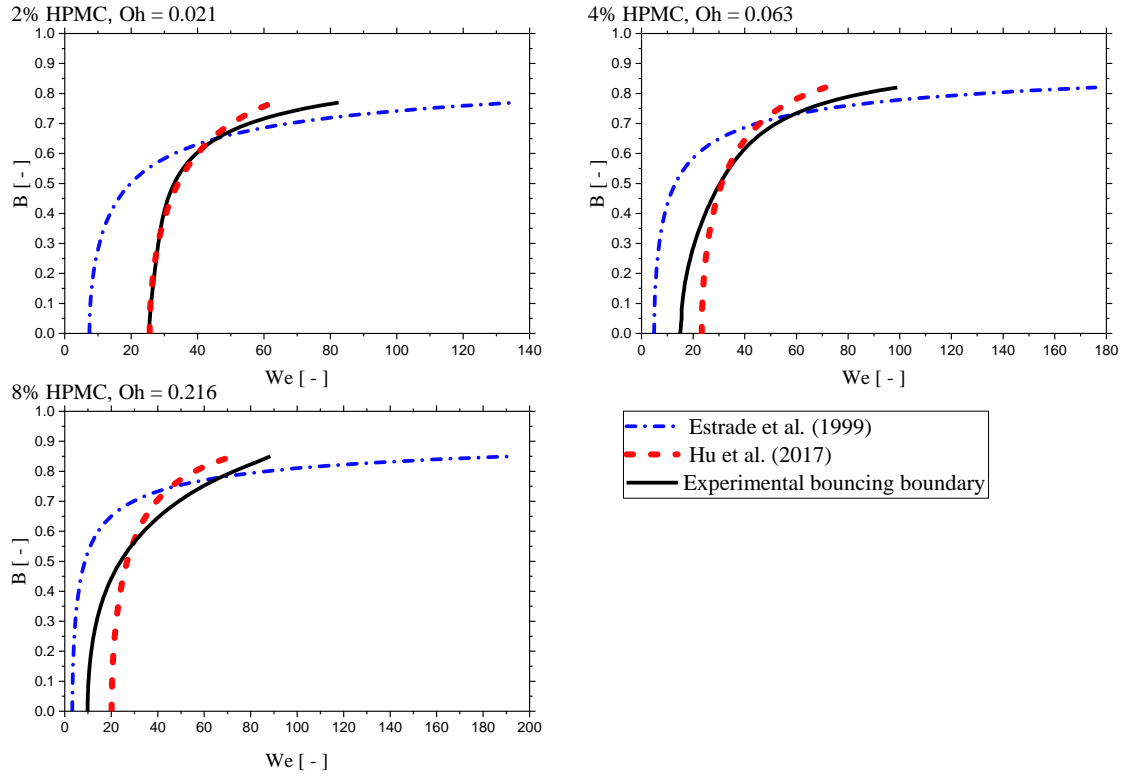 2% HPMC, Oh = 0.021
1.0
0.9
0.8
0.7
0.6
0.5
0.4
0.3
0.2
0.1
0.0
B [ - ]
0 20 40 60 80 100 120 140
We [ - ]
4% HPMC, Oh = 0.063
1.0
0.9
0.8
0.7
0.6
0.5
0.4
0.3
0.2
0.1
0.0
B [ - ]
0 20 40 60 80 100 120 140 160 180
We [ - ]
8% HPMC, Oh = 0.216
1.0
0.9
0.8
0.7
0.6
0.5
0.4
0.3
0.2
0.1
0.0
B [ - ]
0 20 40 60 80 100 120 140 160 180 200
We [ - ]
Estrade et al. (1999)
Hu et al. (2017)
Experimental bouncing boundary